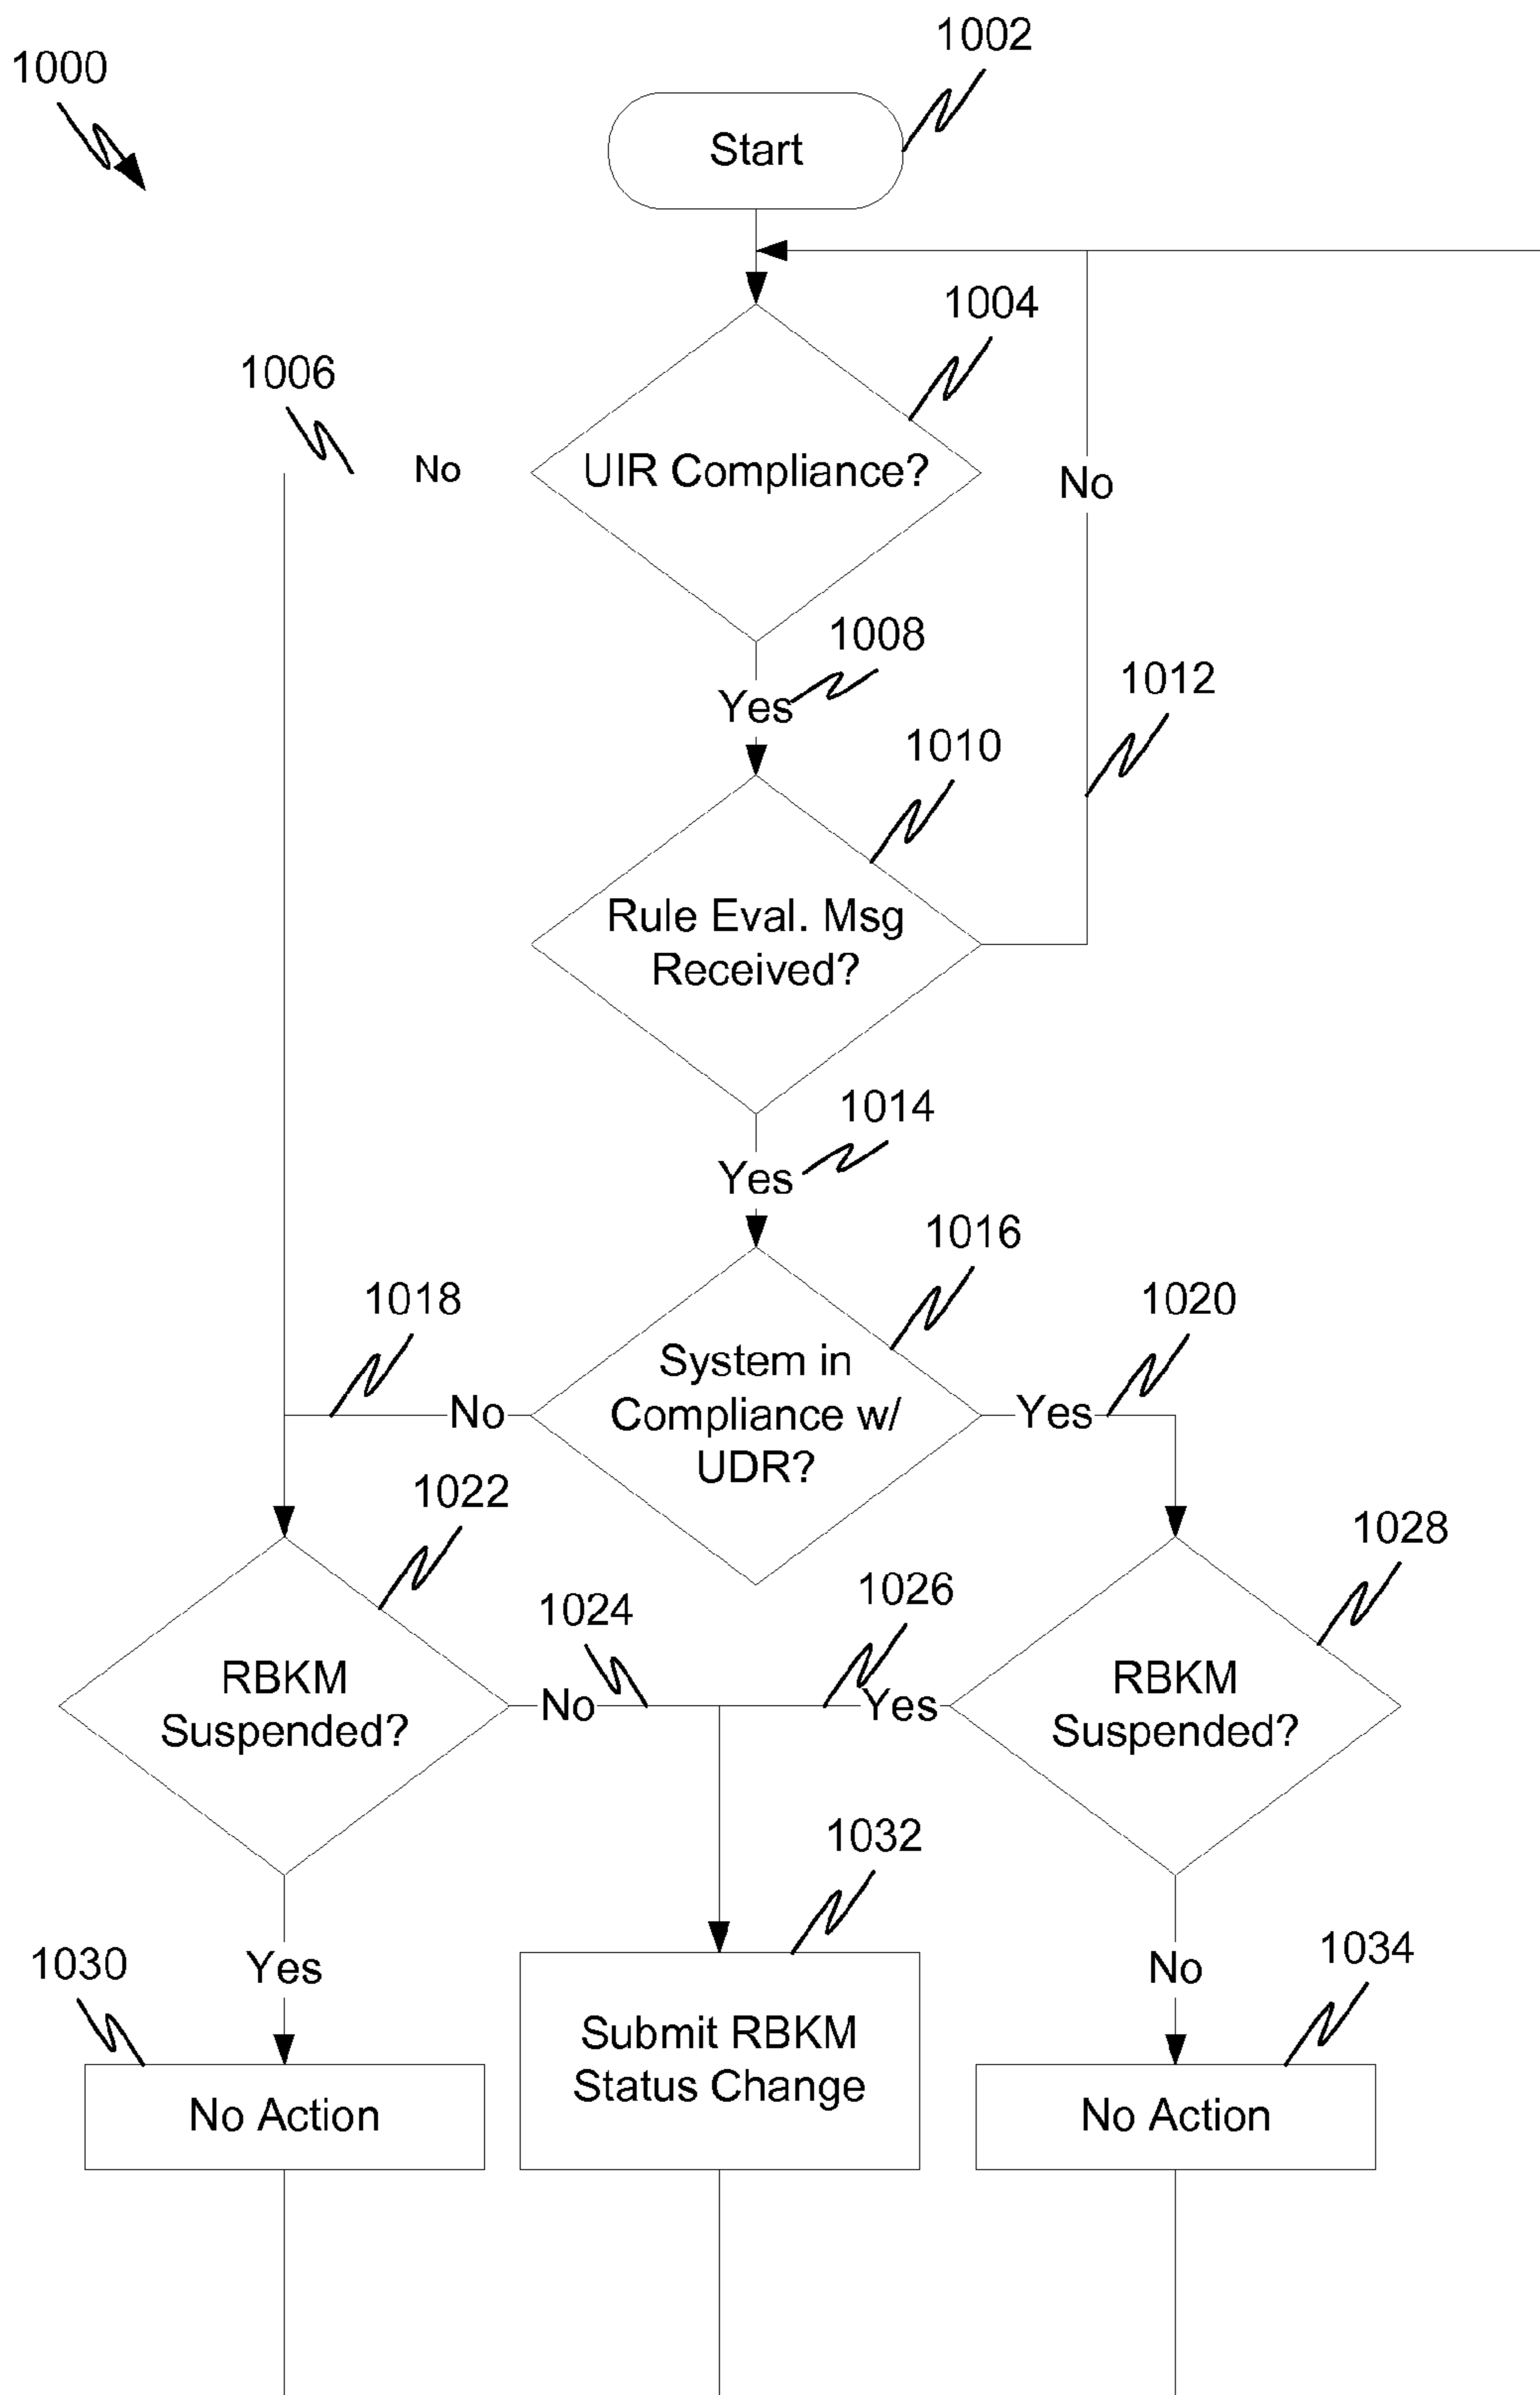 1000
1002
Start
1004
1006
No
UIR Compliance?
No
1008
Yes
1012
1010
Rule Eval. Msg
Received?
1014
Yes
1016
1018
1020
System in
Compliance w/
UDR?
No
Yes
1022
1028
1024
1026
RBKM
Suspended?
No
Yes
RBKM
Suspended?
1032
1030
Yes
No
1034
Submit RBKM
Status Change
No Action
No Action